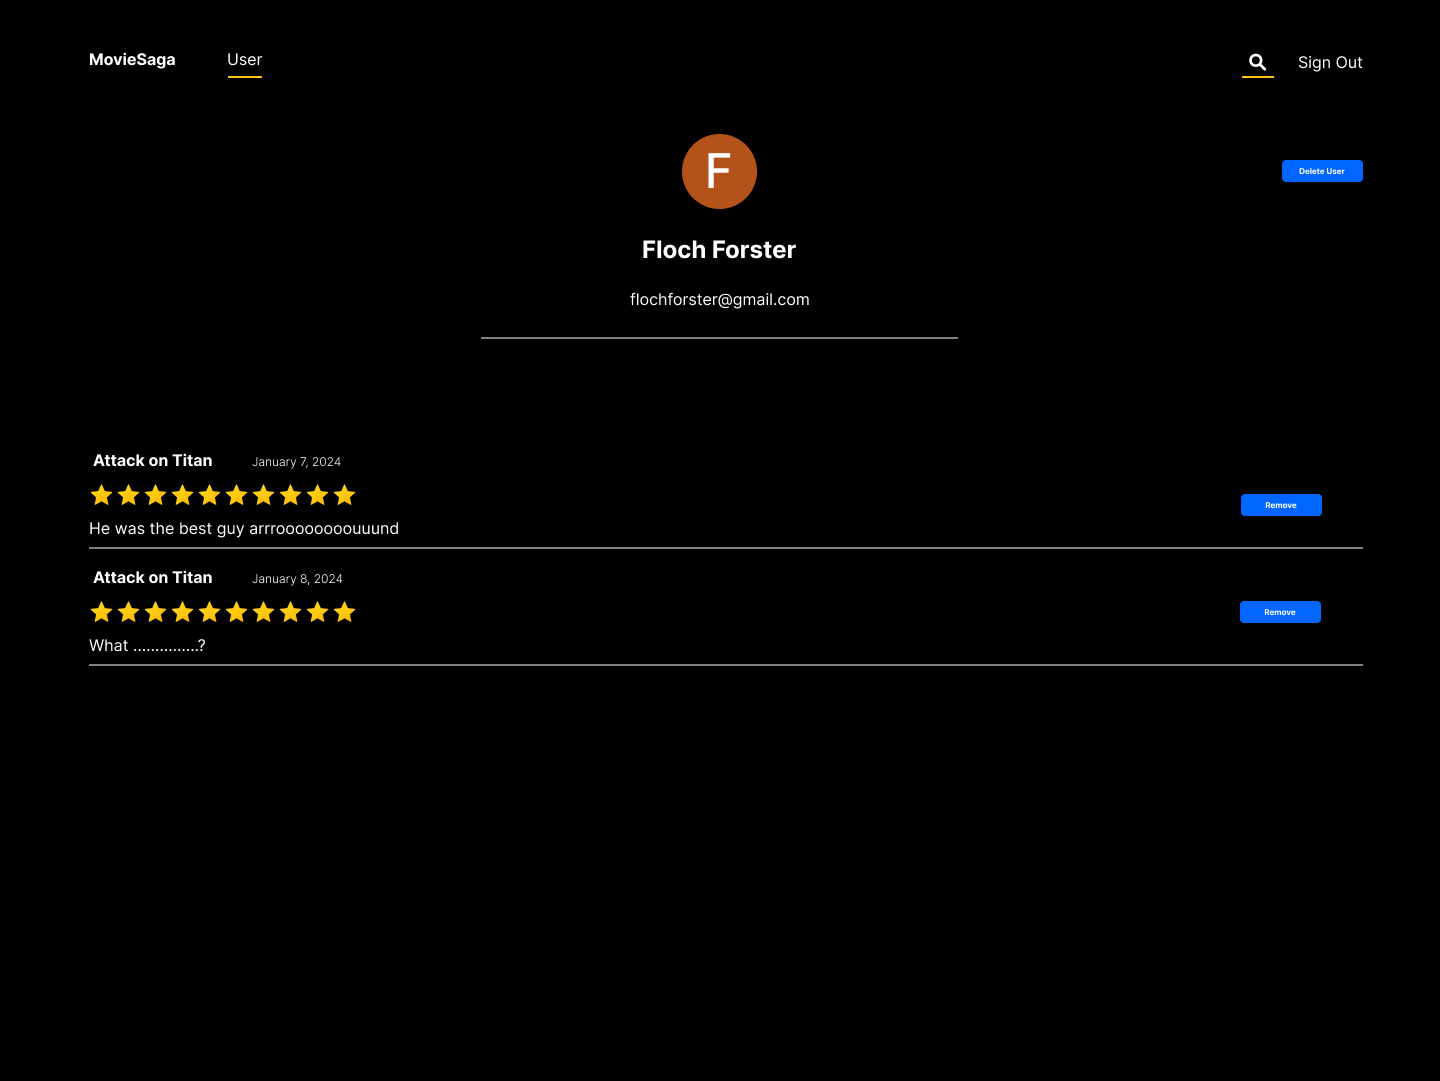 MovieSaga User Sign Out
F
Delete User
Floch Forster
flochforster@gmail.com
Attack on Titan January 7, 2024
Remove
He was the best guy arrrooooooooouuund
Attack on Titan January 8, 2024
Remove
What ...............?